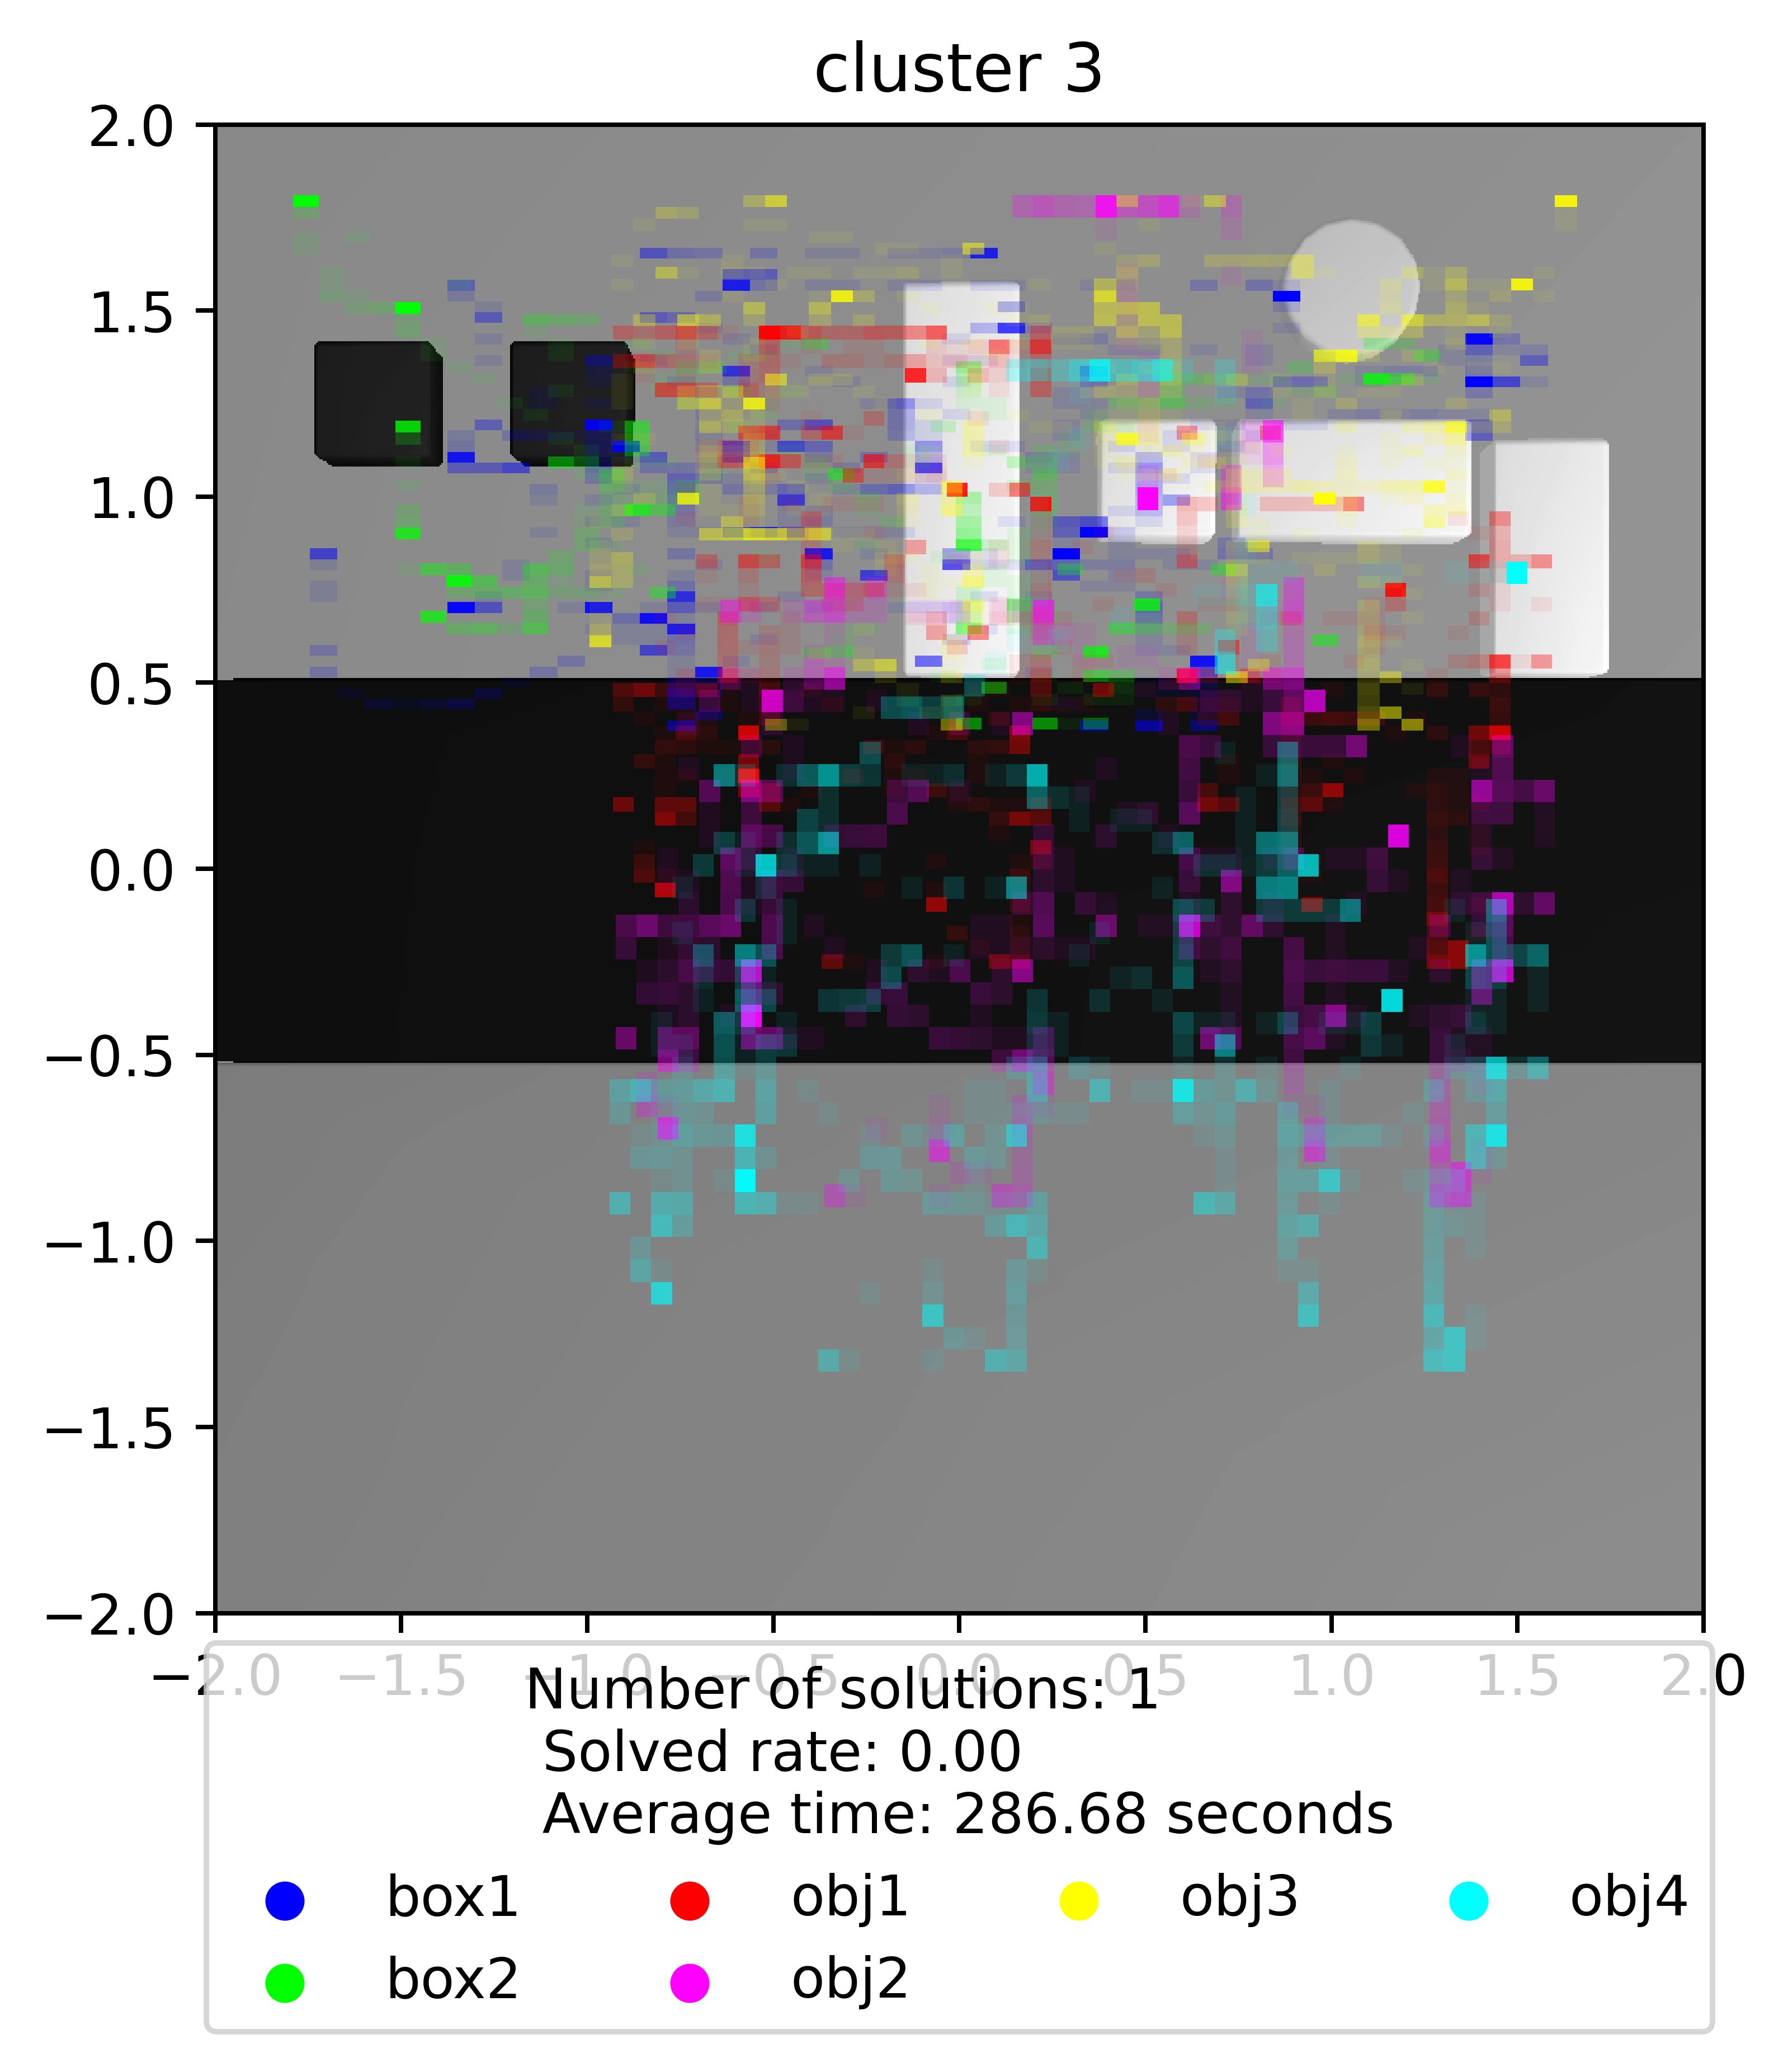 cluster 3
2.0
1.5
1.0
0.5
0.0
−0.5
−1.0
−1.5
−2.0
−2.0 −1.5 −1.0 −0.5 0.0 0.5 1.0 1.5 2.0
Number of solutions: 1
Solved rate: 0.00
Average time: 286.68 seconds
box1 obj1 obj3 obj4
box2 obj2